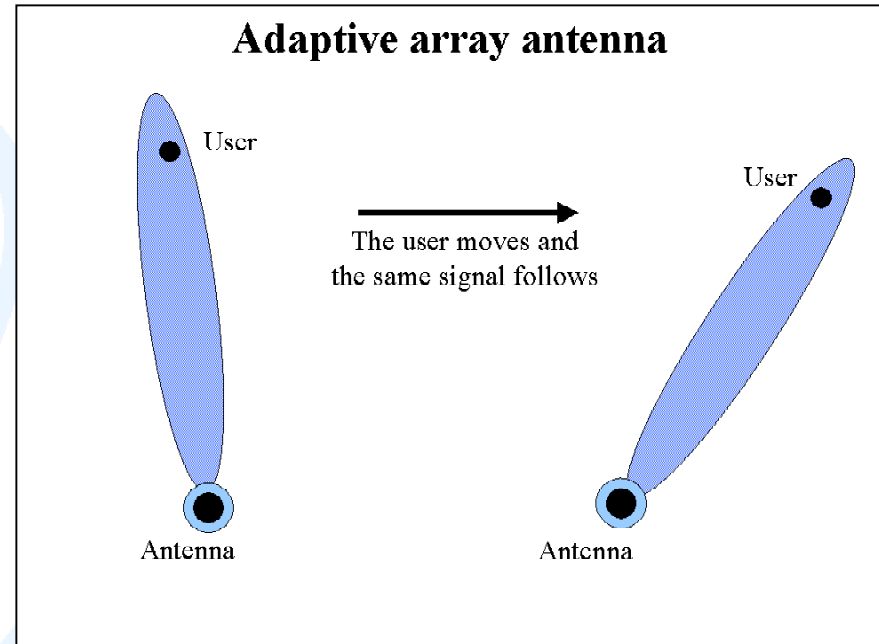 Adaptive array antenna
User
User
The user moves and
the same signal follows
Antenna
Antenna